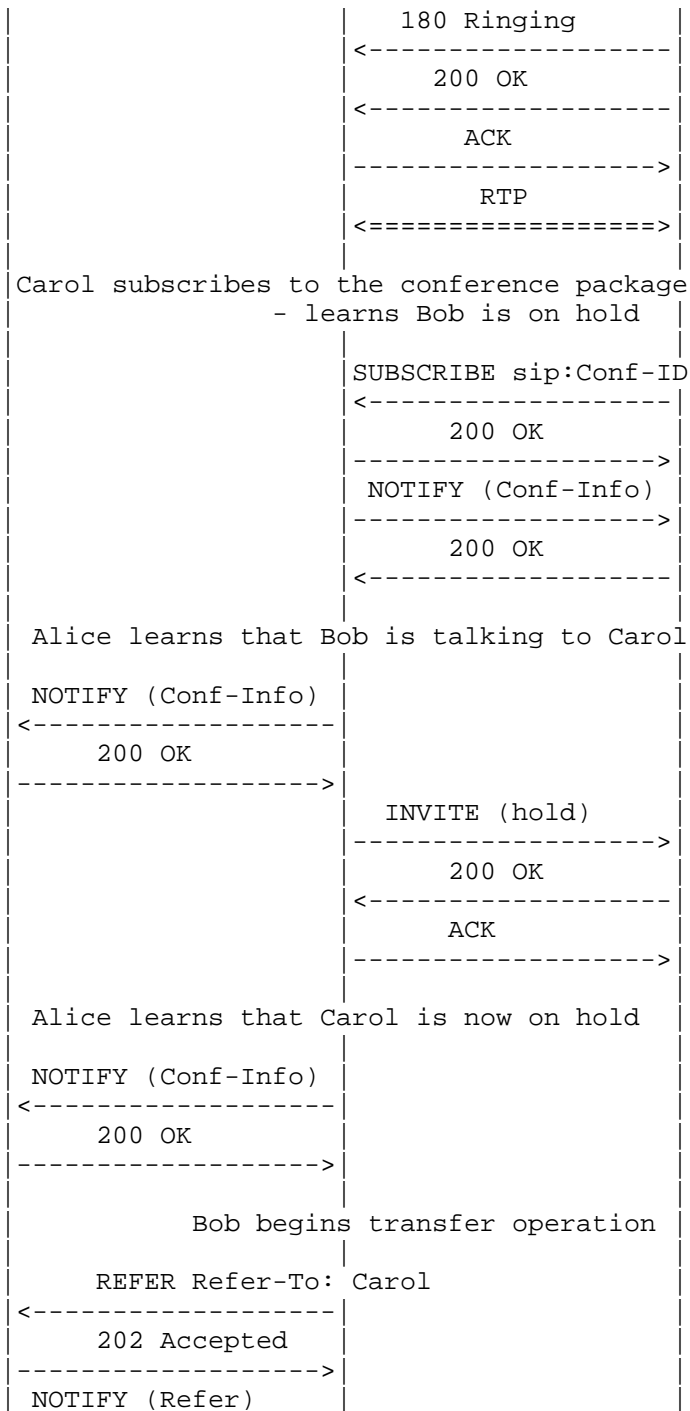 180 Ringing
<-------------------
200 OK
<-------------------
ACK
------------------->
RTP
<==================>
Carol subscribes to the conference package
- learns Bob is on hold
SUBSCRIBE sip:Conf-ID
<-------------------
200 OK
------------------->
NOTIFY (Conf-Info)
------------------->
200 OK
<-------------------
Alice learns that Bob is talking to Carol
NOTIFY (Conf-Info)
<-------------------
200 OK
------------------->
INVITE (hold)
------------------->
200 OK
<-------------------
ACK
------------------->
Alice learns that Carol is now on hold
NOTIFY (Conf-Info)
<-------------------
200 OK
------------------->
Bob begins transfer operation
REFER Refer-To: Carol
<-------------------
202 Accepted
------------------->
NOTIFY (Refer)